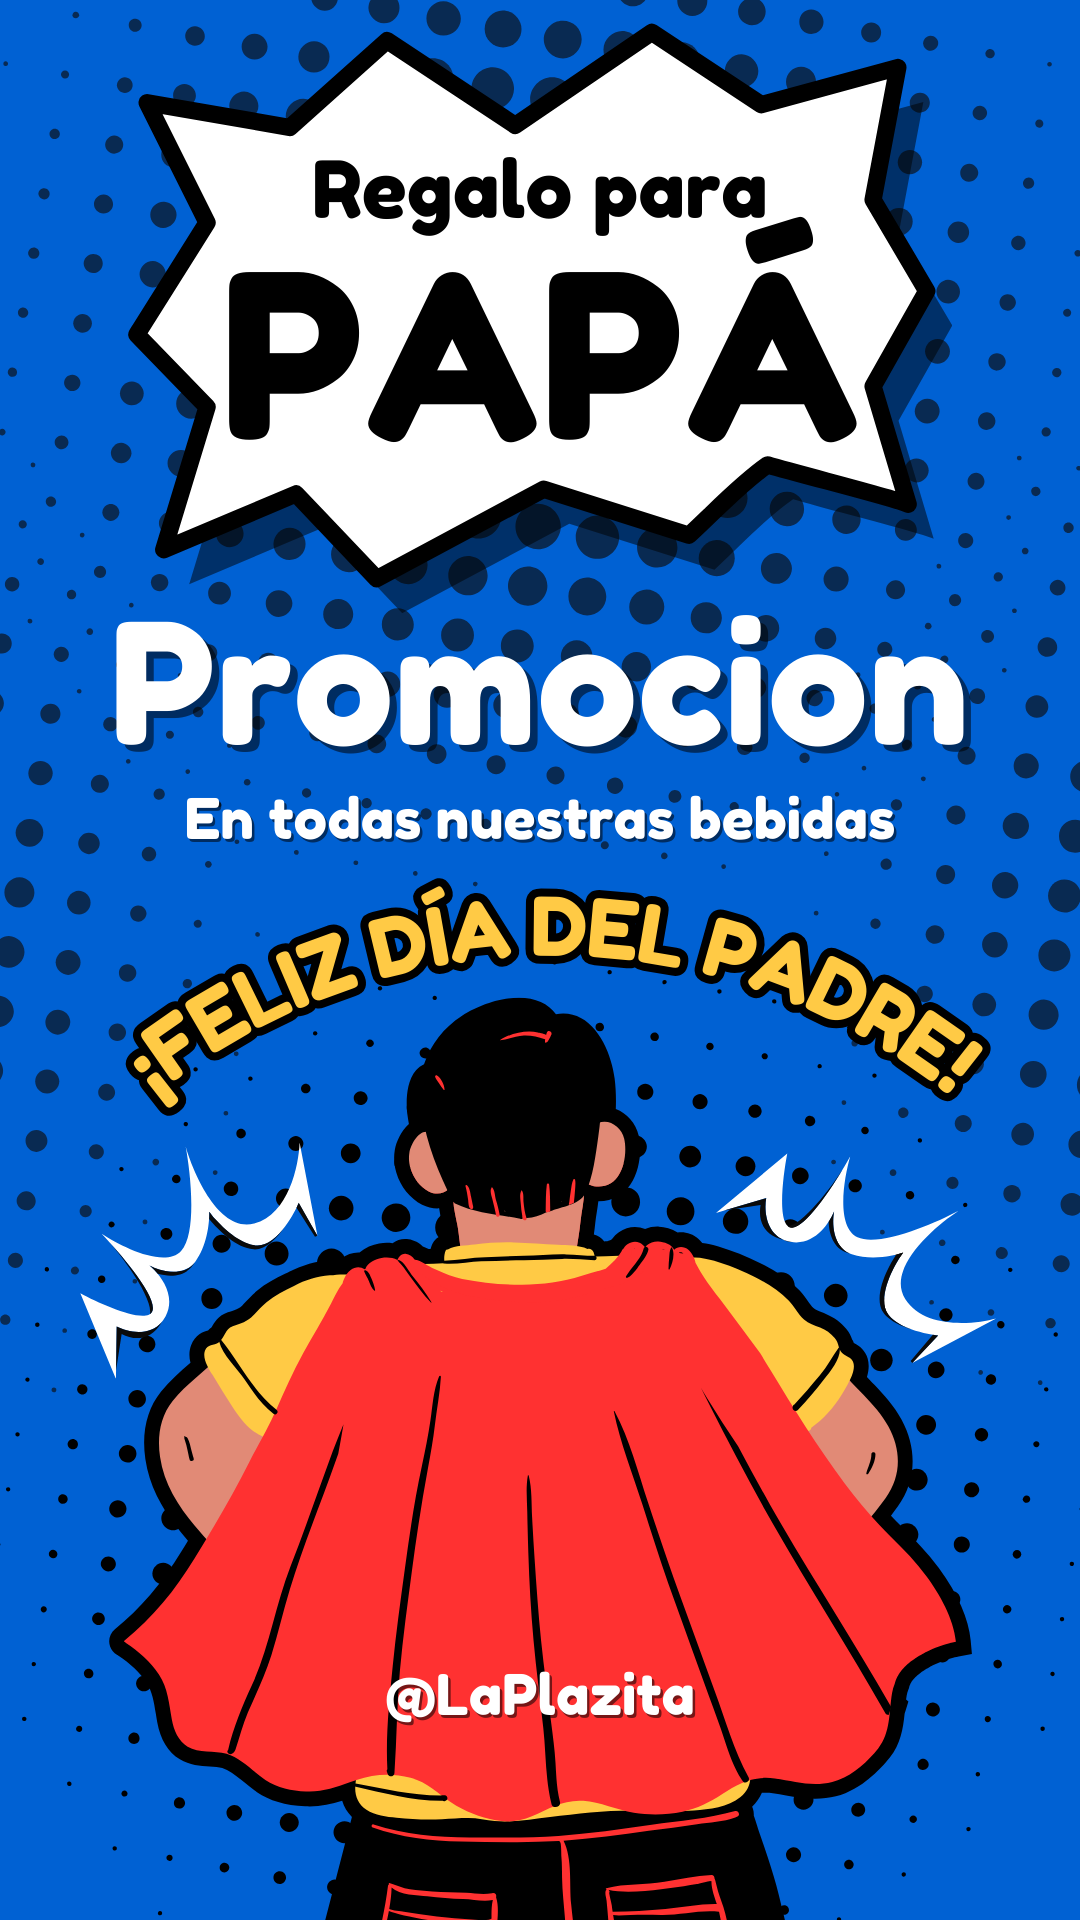 Regalo para
PAPÁ
Promocion
En todas nuestras bebidas
¡FELIZ DÍA DEL PADRE!
@LaPlazita